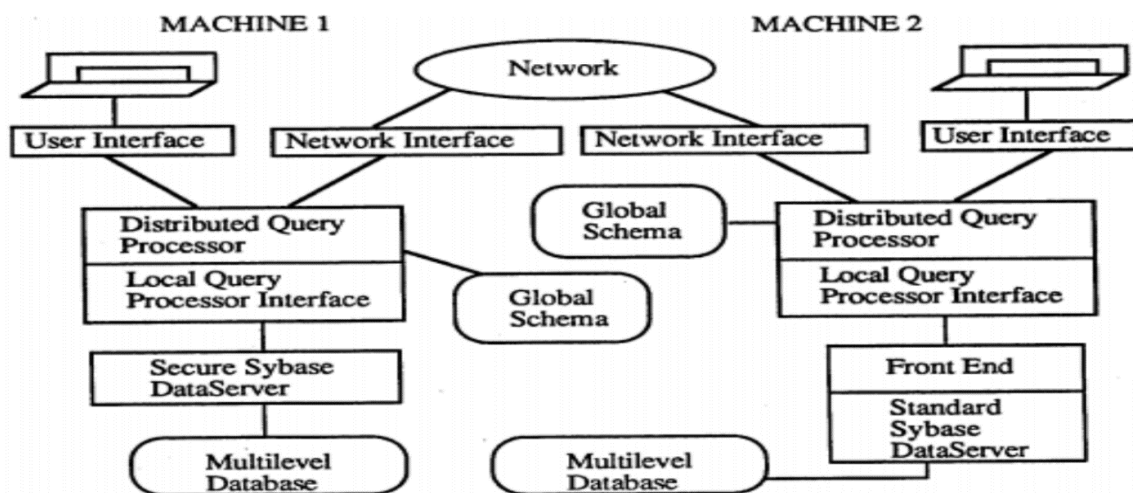 MACHINE 1
MACHINE 2
Network
User Interface
Network Interface
Network Interface
User Interface
Distributed Query
Processor
Local Query
Processor Interface
Global
Schema
Global
Schema
Distributed Query
Processor
Local Query
Processor Interface
Secure Sybase
DataServer
Front End
Standard
Sybase
DataServer
Multilevel
Database
Multilevel
Database